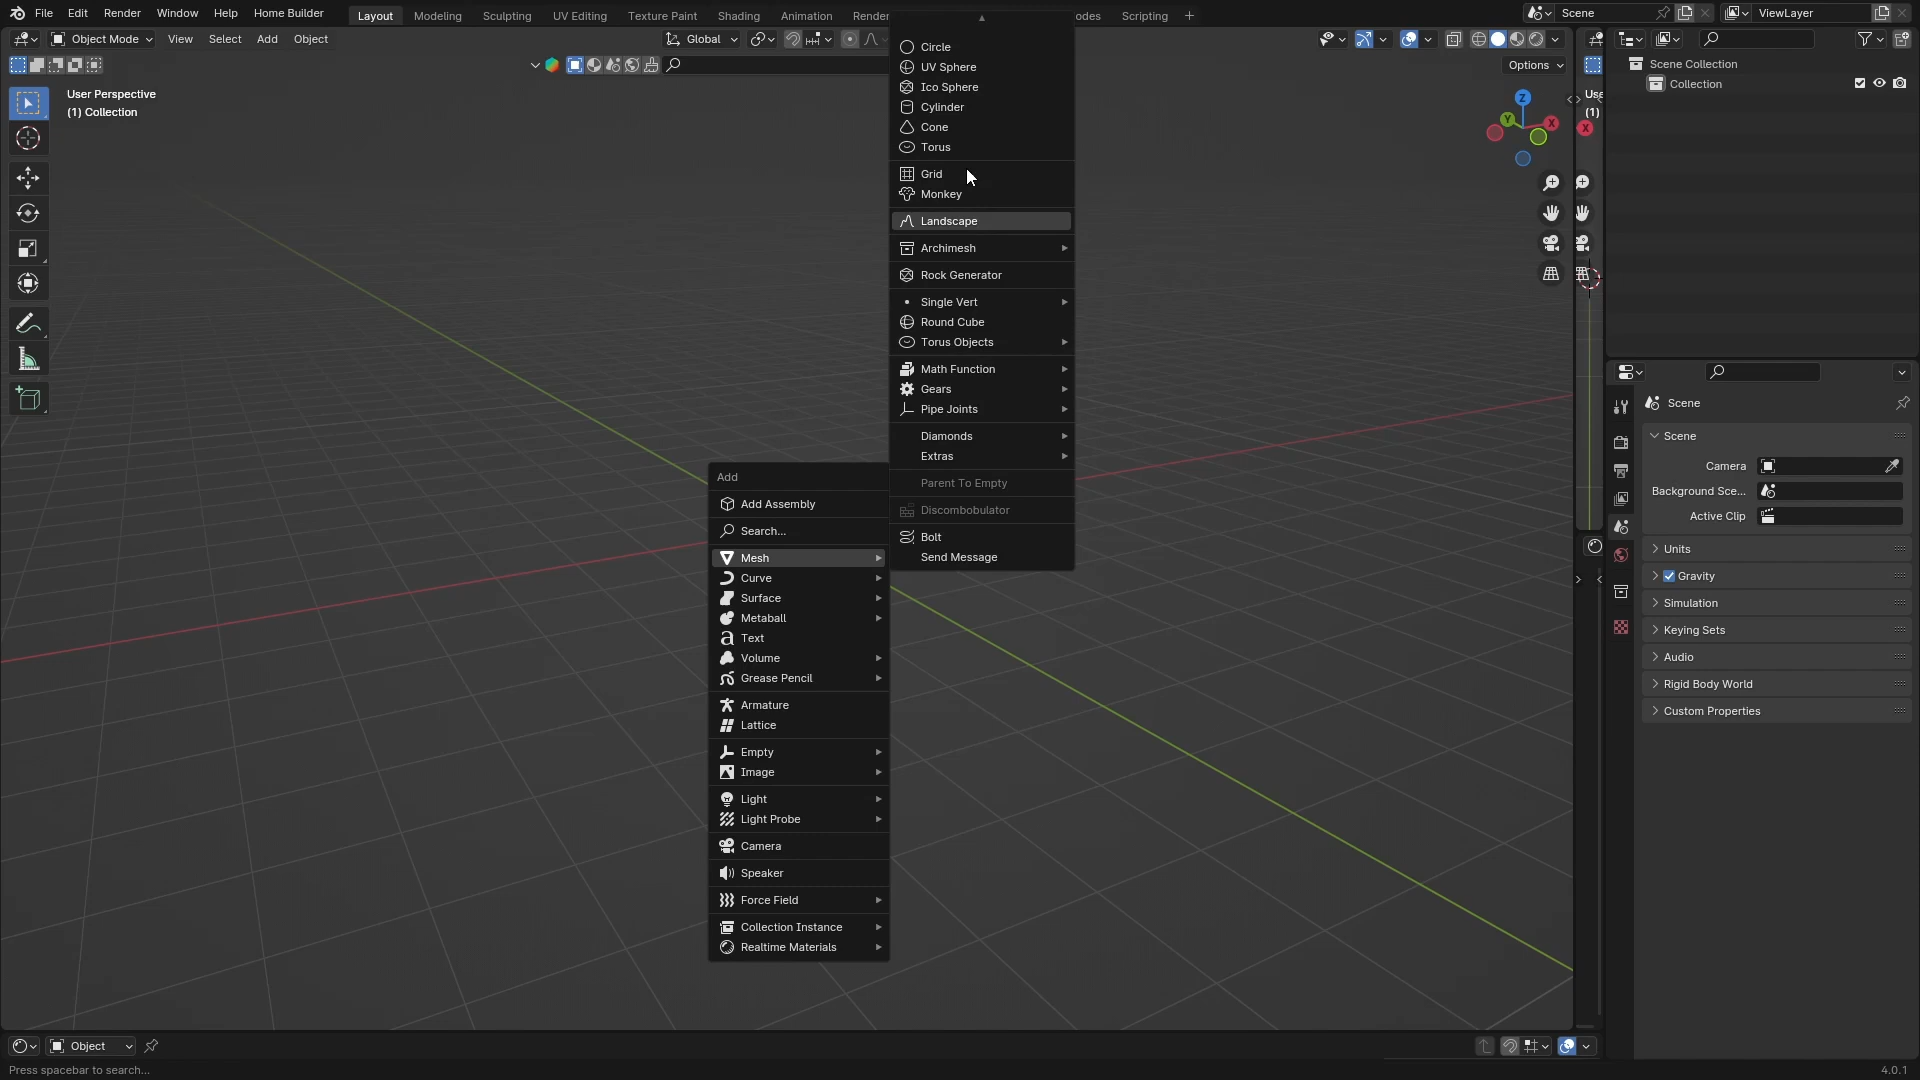 File Edit Render Window Help Home Builder
Layout Modeling Sculpting UV Editing Texture Paint Shading Animation Render odes Scripting +
Scene
ViewLayer
Object Mode View Select Add Object
Global
Options
User Perspective
(1) Collection
Use
(1)
Z
Y
X
X
Scene Collection
Collection
Circle
UV Sphere
Ico Sphere
Cylinder
Cone
Torus
Grid
Monkey
Landscape
Archimesh
Rock Generator
Single Vert
Round Cube
Torus Objects
Math Function
Gears
Pipe Joints
Diamonds
Extras
Parent To Empty
Discombobulator
Bolt
Send Message
Add
Add Assembly
Search...
Mesh
Curve
Surface
Metaball
Text
Volume
Grease Pencil
Armature
Lattice
Empty
Image
Light
Light Probe
Camera
Speaker
Force Field
Collection Instance
Realtime Materials
Scene
Scene
Camera
Background Sce...
Active Clip
Units
Gravity
Simulation
Keying Sets
Audio
Rigid Body World
Custom Properties
Object
Press spacebar to search...
4.0.1